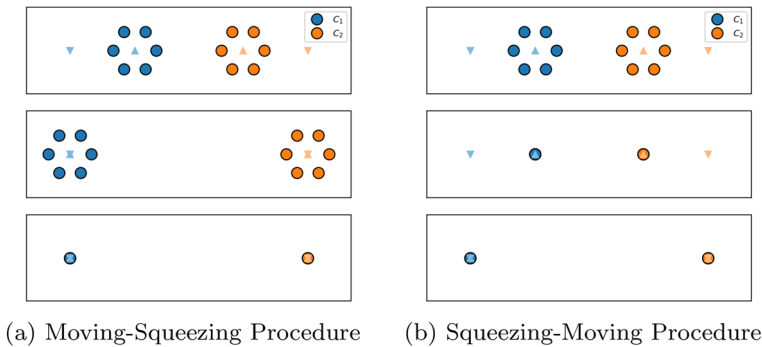 C₁
C₂
C₁
C₂
(a) Moving-Squeezing Procedure
(b) Squeezing-Moving Procedure